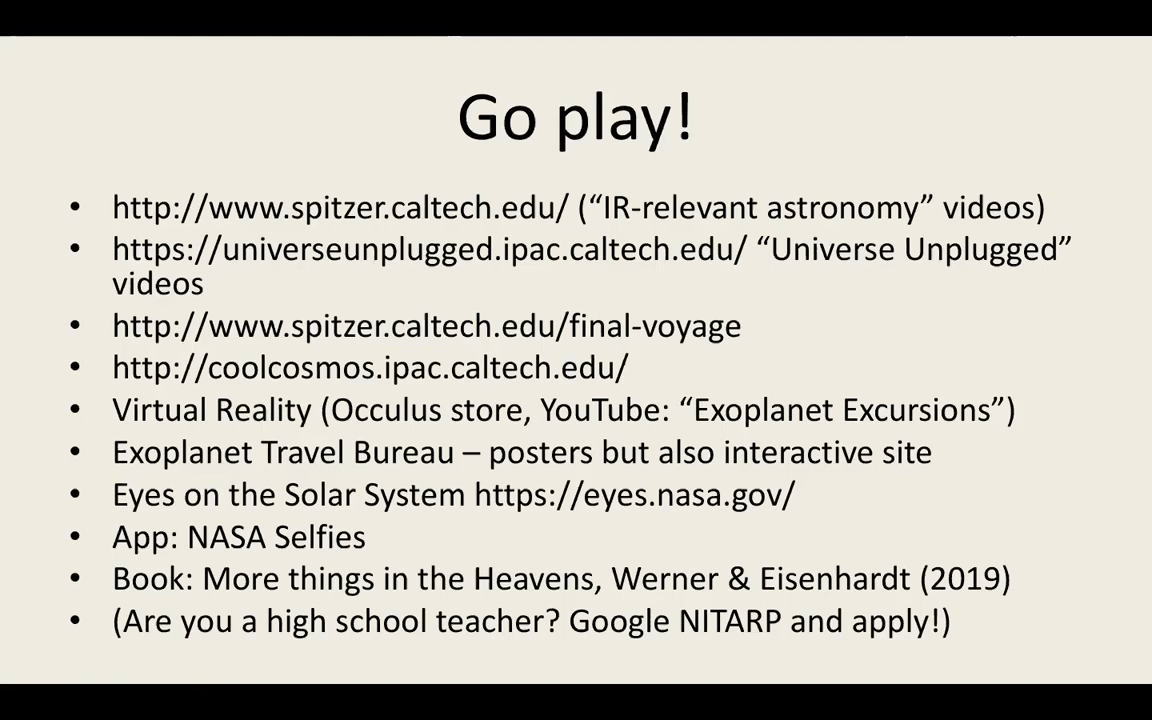 Go play!
• http://www.spitzer.caltech.edu/ (“IR-relevant astronomy” videos)
• https://universeunplugged.ipac.caltech.edu/ “Universe Unplugged”
videos
• http://www.spitzer.caltech.edu/final-voyage
• http://coolcosmos.ipac.caltech.edu/
• Virtual Reality (Occulus store, YouTube: “Exoplanet Excursions”)
• Exoplanet Travel Bureau – posters but also interactive site
• Eyes on the Solar System https://eyes.nasa.gov/
• App: NASA Selfies
• Book: More things in the Heavens, Werner & Eisenhardt (2019)
• (Are you a high school teacher? Google NITARP and apply!)